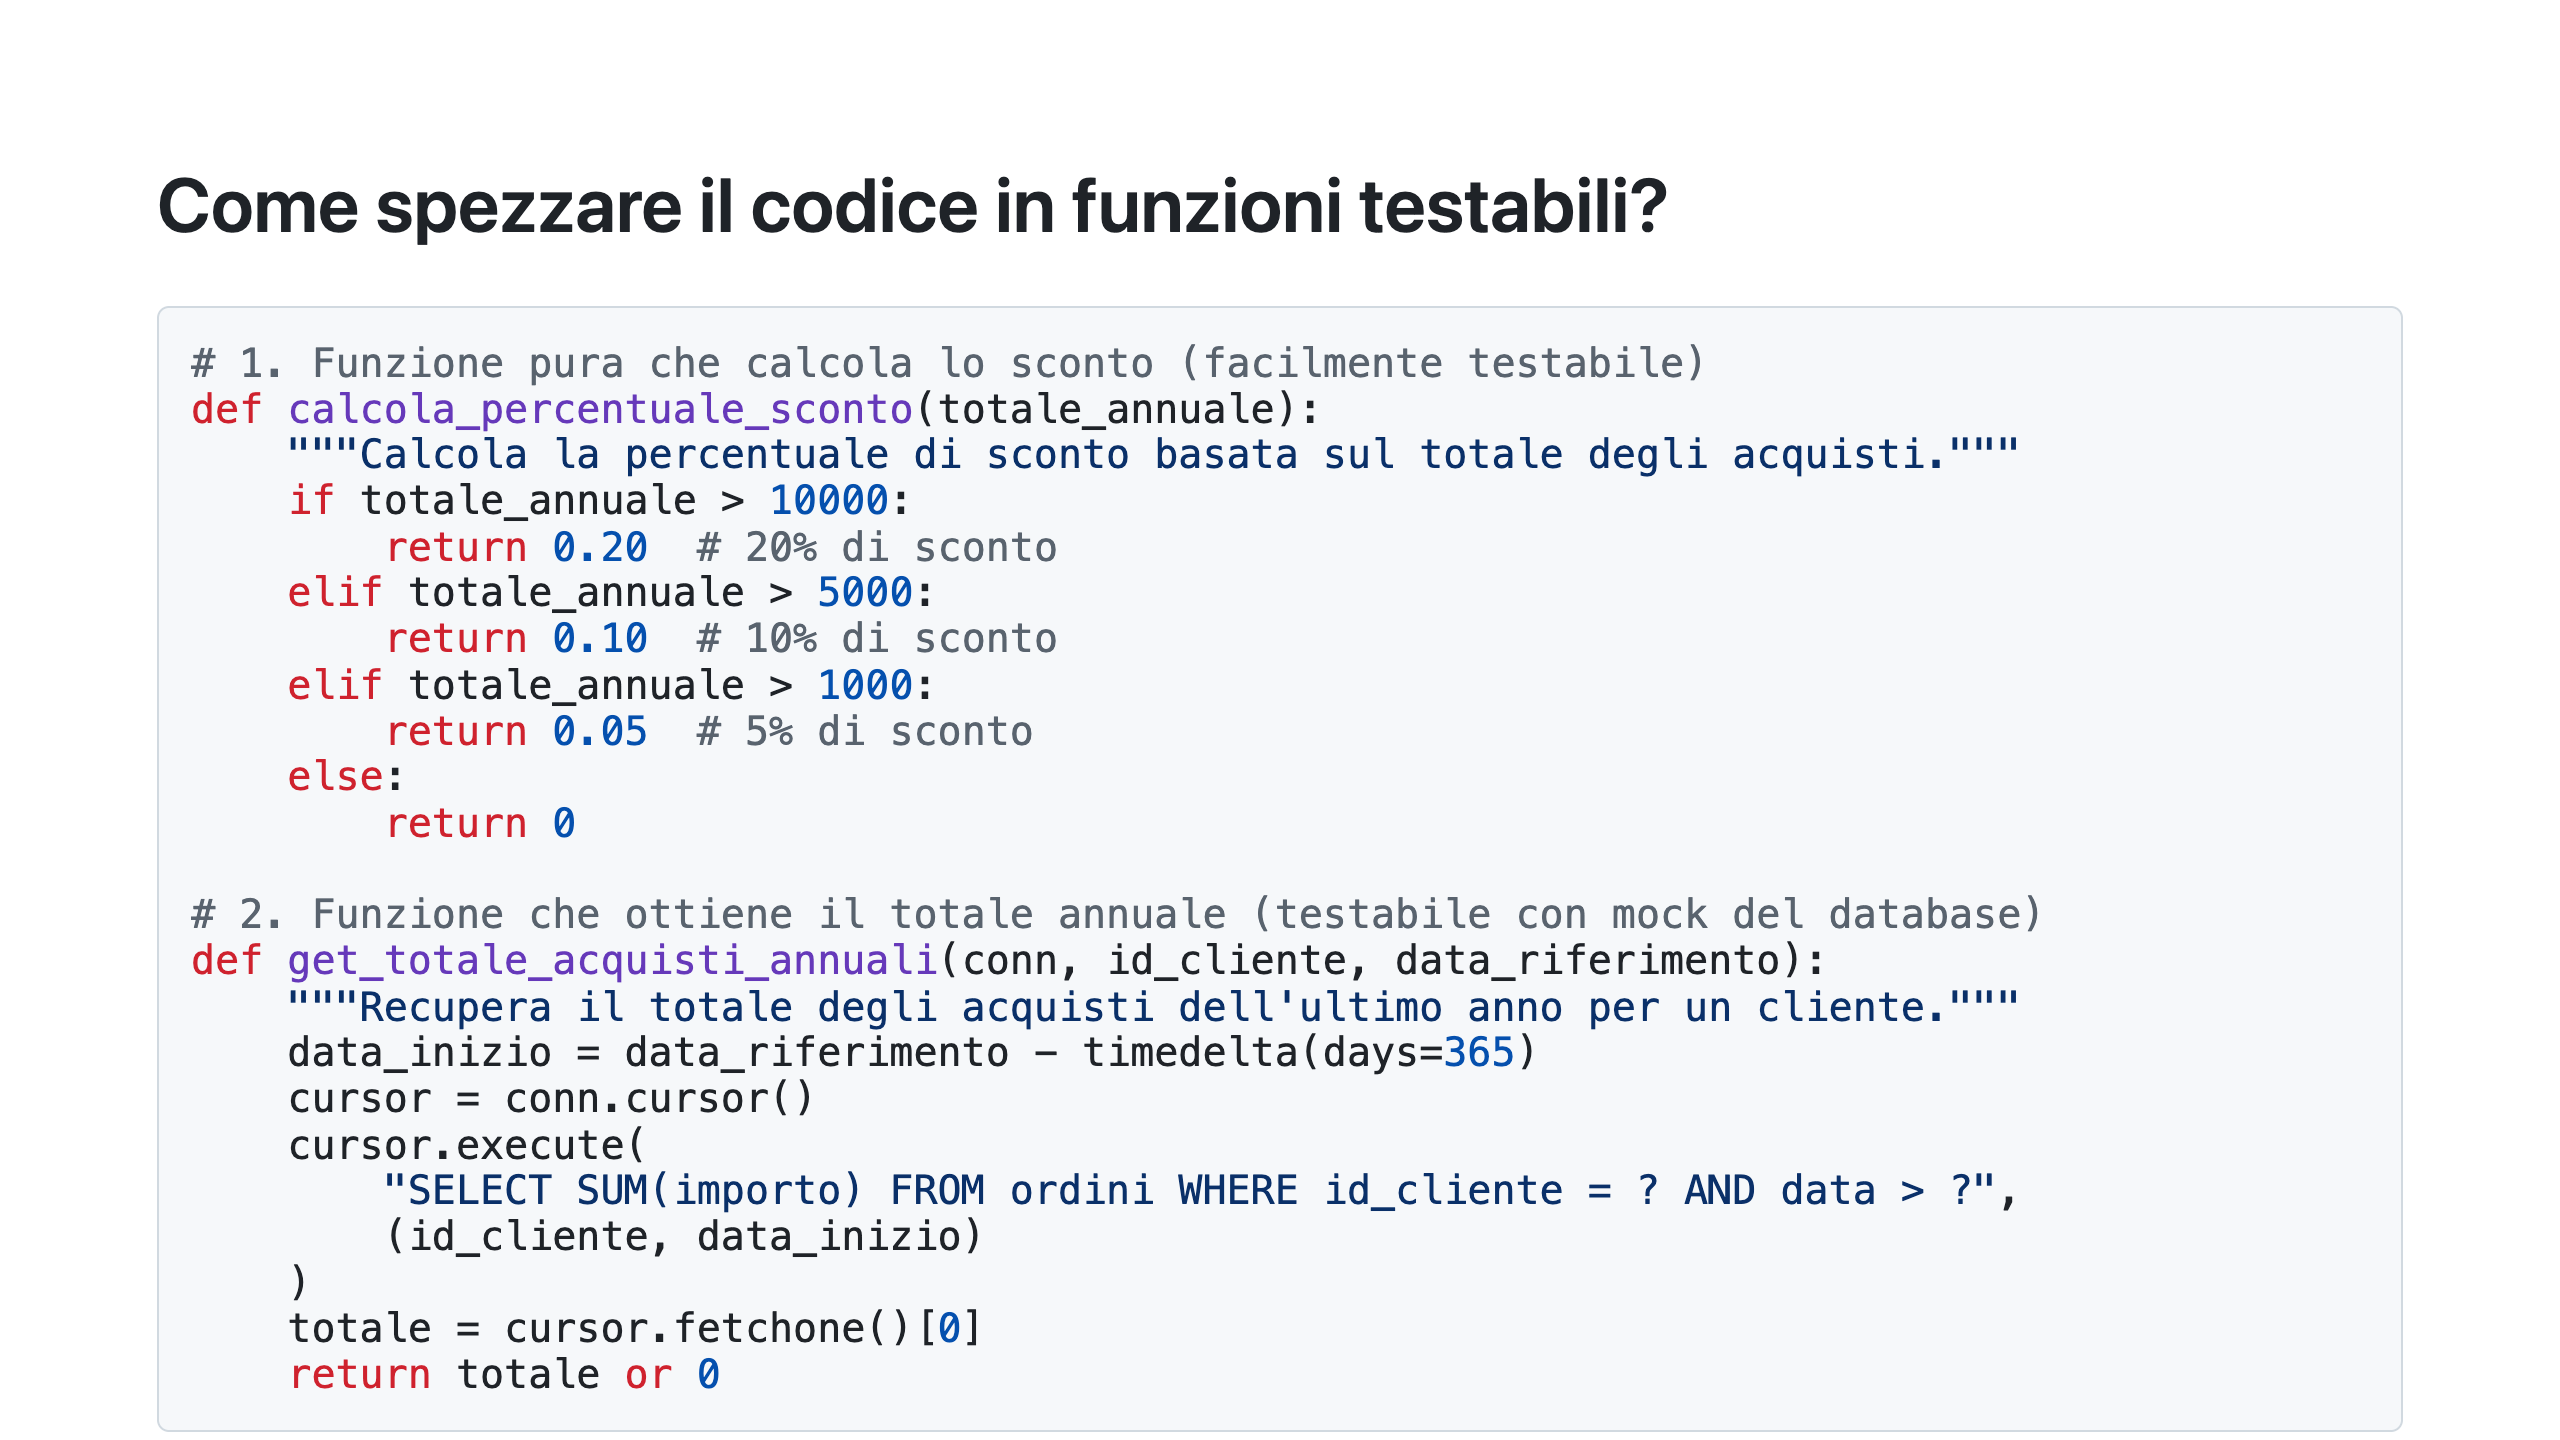 Come spezzare il codice in funzioni testabili?
# 1. Funzione pura che calcola lo sconto (facilmente testabile)
def calcola_percentuale_sconto(totale_annuale):
    """Calcola la percentuale di sconto basata sul totale degli acquisti."""
    if totale_annuale > 10000:
        return 0.20  # 20% di sconto
    elif totale_annuale > 5000:
        return 0.10  # 10% di sconto
    elif totale_annuale > 1000:
        return 0.05  # 5% di sconto
    else:
        return 0
# 2. Funzione che ottiene il totale annuale (testabile con mock del database)
def get_totale_acquisti_annuali(conn, id_cliente, data_riferimento):
    """Recupera il totale degli acquisti dell'ultimo anno per un cliente."""
    data_inizio = data_riferimento - timedelta(days=365)
    cursor = conn.cursor()
    cursor.execute(
        "SELECT SUM(importo) FROM ordini WHERE id_cliente = ? AND data > ?",
        (id_cliente, data_inizio)
    )
    totale = cursor.fetchone()[0]
    return totale or 0